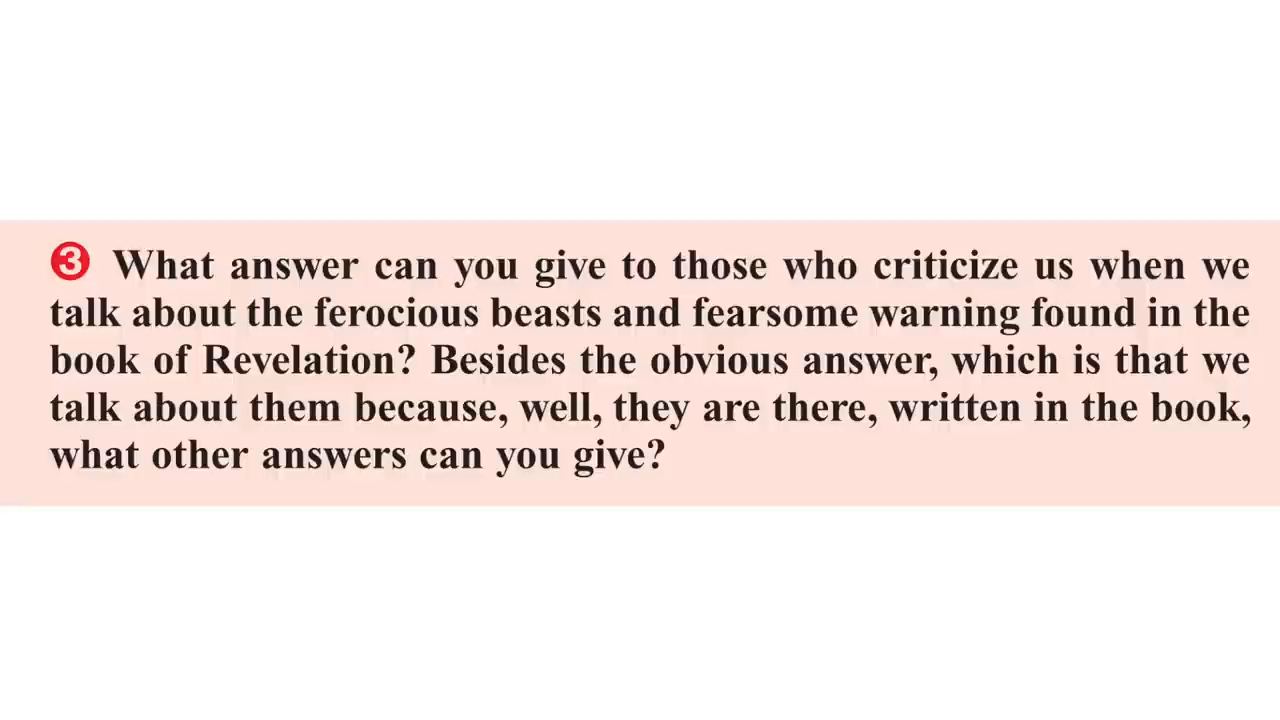 3 What answer can you give to those who criticize us when we
talk about the ferocious beasts and fearsome warning found in the
book of Revelation? Besides the obvious answer, which is that we
talk about them because, well, they are there, written in the book,
what other answers can you give?